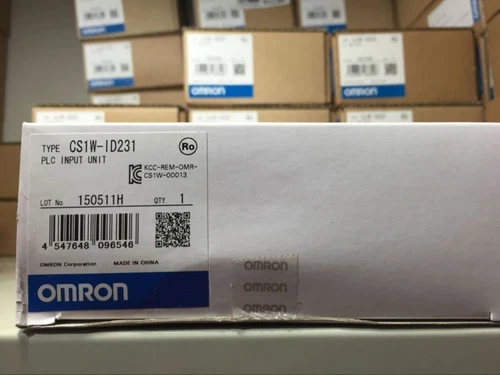 OMRON
OMRON
OMRON
TYPE CS1W-ID231
PLC INPUT UNIT
Ro
KCC-REM-OMR-
CS1W-00013
LOT No. 150511H QTY 1
4 547648 096546
OMRON Corporation MADE IN CHINA
OMRON
OMRON
OMRON
OMRON